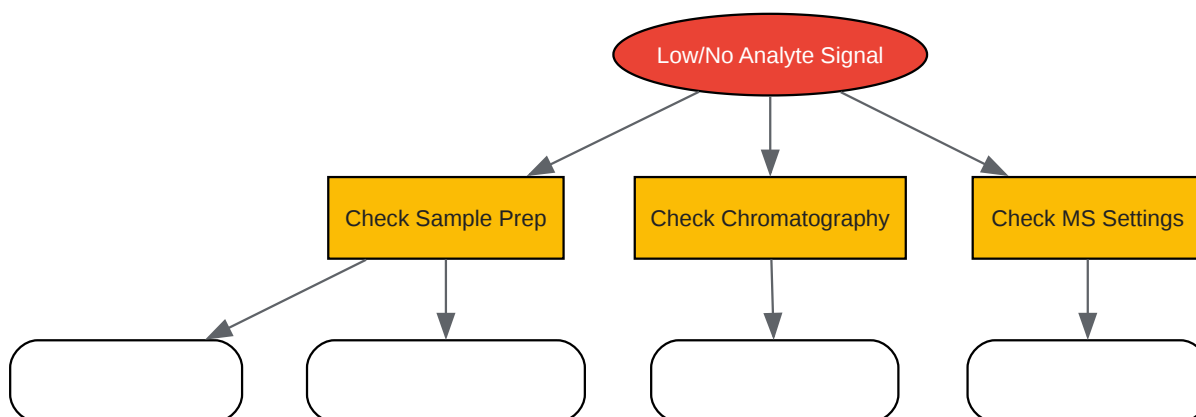 Low/No Analyte Signal
Check Sample Prep
Check Chromatography
Check MS Settings